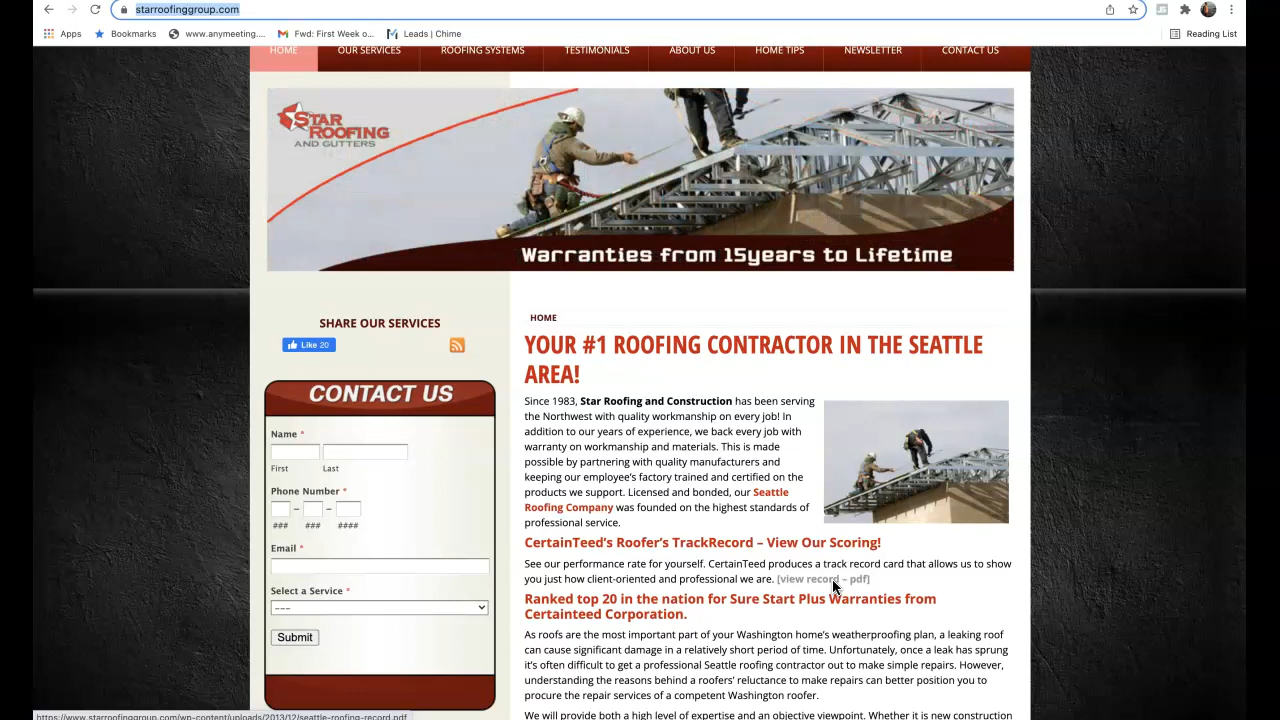 starroofinggroup.com
Apps
Bookmarks
www.anymeeting....
Fwd: First Week o...
Leads | Chime
Reading List
HOME
OUR SERVICES
ROOFING SYSTEMS
TESTIMONIALS
ABOUT US
HOME TIPS
NEWSLETTER
CONTACT US
STAR
ROOFING
AND GUTTERS
Warranties from 15years to Lifetime
SHARE OUR SERVICES
Like 20
CONTACT US
Name *
First
Last
Phone Number *
– –
### ### ####
Email *
Select a Service *
---
Submit
HOME
YOUR #1 ROOFING CONTRACTOR IN THE SEATTLE
AREA!
Since 1983, Star Roofing and Construction has been serving
the Northwest with quality workmanship on every job! In
addition to our years of experience, we back every job with
warranty on workmanship and materials. This is made
possible by partnering with quality manufacturers and
keeping our employee's factory trained and certified on the
products we support. Licensed and bonded, our Seattle
Roofing Company was founded on the highest standards of
professional service.
CertainTeed's Roofer's TrackRecord – View Our Scoring!
See our performance rate for yourself. CertainTeed produces a track record card that allows us to show
you just how client-oriented and professional we are. [view record – pdf]
Ranked top 20 in the nation for Sure Start Plus Warranties from
Certainteed Corporation.
As roofs are the most important part of your Washington home's weatherproofing plan, a leaking roof
can cause significant damage in a relatively short period of time. Unfortunately, once a leak has sprung
it's often difficult to get a professional Seattle roofing contractor out to make simple repairs. However,
understanding the reasons behind a roofers' reluctance to make repairs can better position you to
procure the repair services of a competent Washington roofer.
We will provide both a high level of expertise and an objective viewpoint. Whether it is new construction
https://www.starroofinggroup.com/wp-content/uploads/2013/12/seattle-roofing-record.pdf